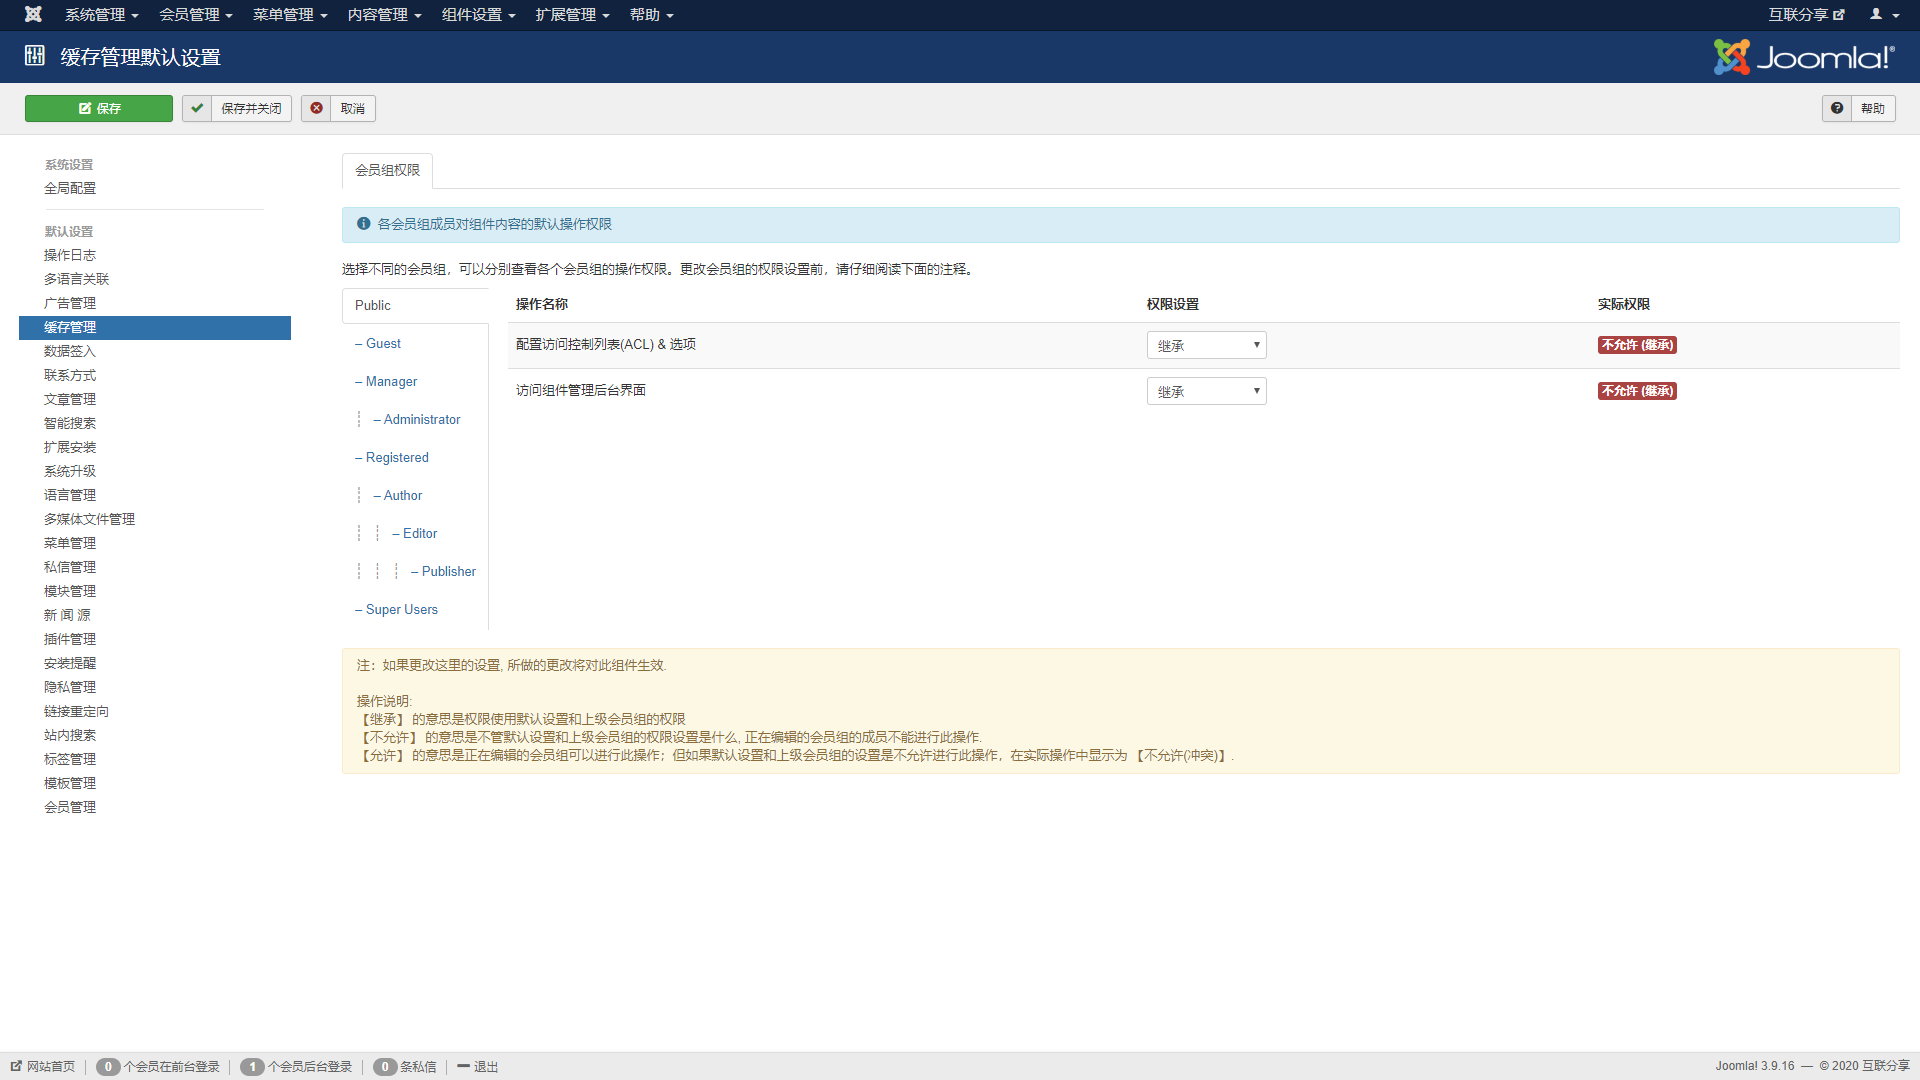 系统管理 会员管理 菜单管理 内容管理 组件设置 扩展管理 帮助 互联分享
缓存管理默认设置 Joomla!®
保存 保存并关闭 取消 帮助
系统设置
全局配置
默认设置
操作日志
多语言关联
广告管理
缓存管理
数据签入
联系方式
文章管理
智能搜索
扩展安装
系统升级
语言管理
多媒体文件管理
菜单管理
私信管理
模块管理
新 闻 源
插件管理
安装提醒
隐私管理
链接重定向
站内搜索
标签管理
模板管理
会员管理
会员组权限
各会员组成员对组件内容的默认操作权限
选择不同的会员组，可以分别查看各个会员组的操作权限。更改会员组的权限设置前，请仔细阅读下面的注释。
Public
– Guest
– Manager
┊ – Administrator
– Registered
┊ – Author
┊ ┊ – Editor
┊ ┊ ┊ – Publisher
– Super Users
操作名称 权限设置 实际权限
配置访问控制列表(ACL) & 选项 继承 不允许 (继承)
访问组件管理后台界面 继承 不允许 (继承)
注：如果更改这里的设置, 所做的更改将对此组件生效.
操作说明:
【继承】 的意思是权限使用默认设置和上级会员组的权限
【不允许】 的意思是不管默认设置和上级会员组的权限设置是什么, 正在编辑的会员组的成员不能进行此操作.
【允许】 的意思是正在编辑的会员组可以进行此操作；但如果默认设置和上级会员组的设置是不允许进行此操作，在实际操作中显示为 【不允许(冲突)】.
网站首页 0 个会员在前台登录 1 个会员后台登录 0 条私信 退出 Joomla! 3.9.16 — © 2020 互联分享